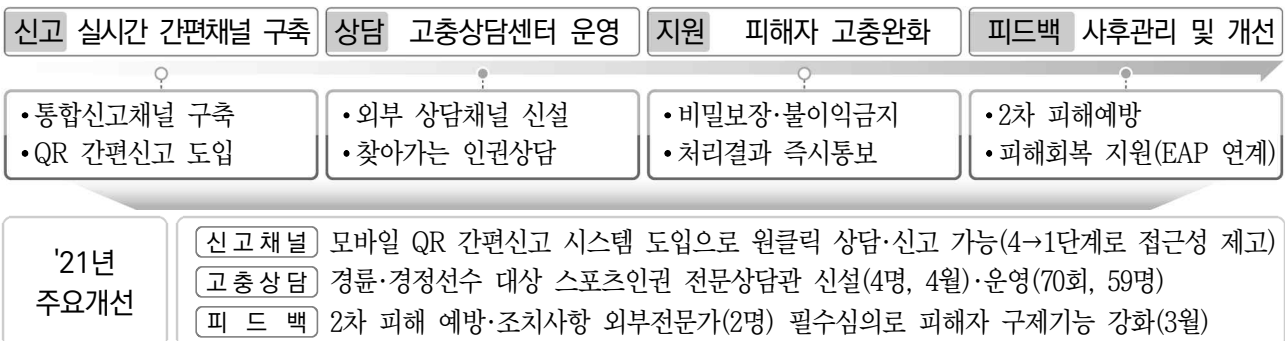 신고 실시간 간편채널 구축
상담 고충상담센터 운영
지원 피해자 고충완화
피드백 사후관리 및 개선
•통합신고채널 구축
•QR 간편신고 도입
•외부 상담채널 신설
•찾아가는 인권상담
•비밀보장·불이익금지
•처리결과 즉시통보
•2차 피해예방
•피해회복 지원(EAP 연계)
'21년
주요개선
신고채널 모바일 QR 간편신고 시스템 도입으로 원클릭 상담·신고 가능(4→1단계로 접근성 제고)
고충상담 경륜·경정선수 대상 스포츠인권 전문상담관 신설(4명, 4월)·운영(70회, 59명)
피 드 백 2차 피해 예방·조치사항 외부전문가(2명) 필수심의로 피해자 구제기능 강화(3월)